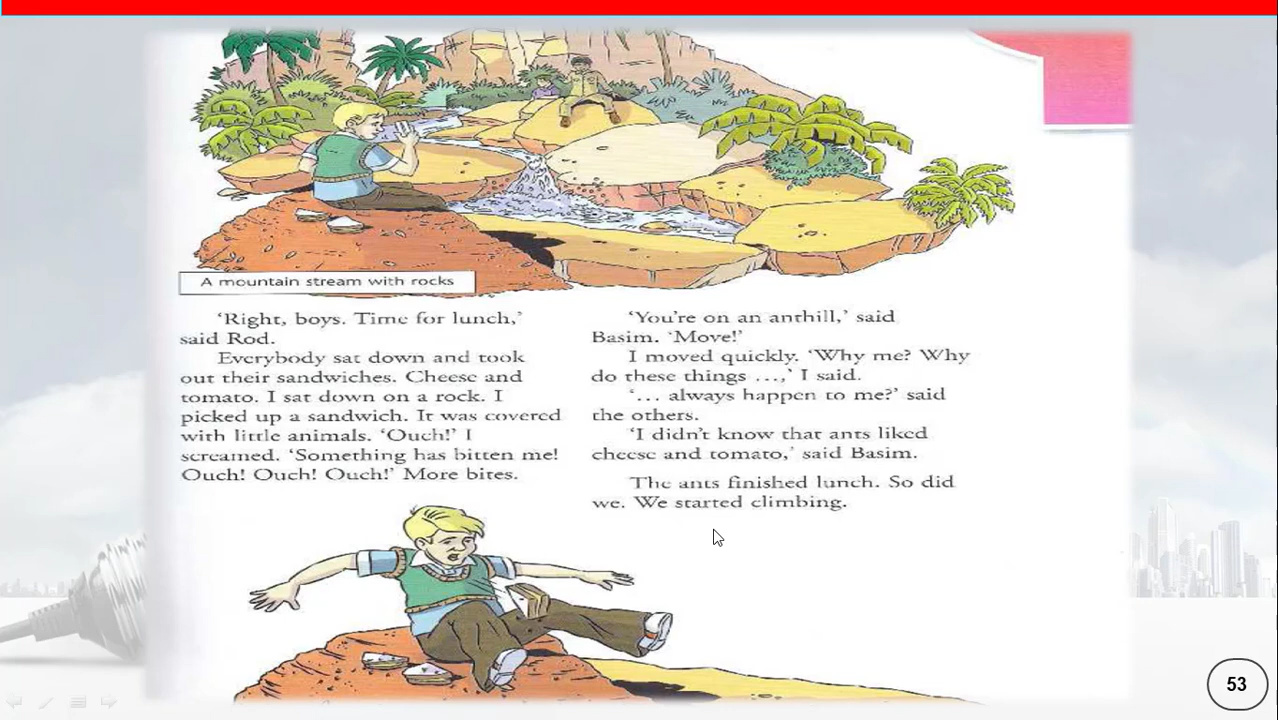 A mountain stream with rocks
‘Right, boys. Time for lunch,’
said Rod.
Everybody sat down and took
out their sandwiches. Cheese and
tomato. I sat down on a rock. I
picked up a sandwich. It was covered
with little animals. ‘Ouch!’ I
screamed. ‘Something has bitten me!
Ouch! Ouch! Ouch!’ More bites.
‘You’re on an anthill,’ said
Basim. ‘Move!’
I moved quickly. ‘Why me? Why
do these things ...,’ I said.
‘... always happen to me?’ said
the others.
‘I didn’t know that ants liked
cheese and tomato,’ said Basim.
The ants finished lunch. So did
we. We started climbing.
53